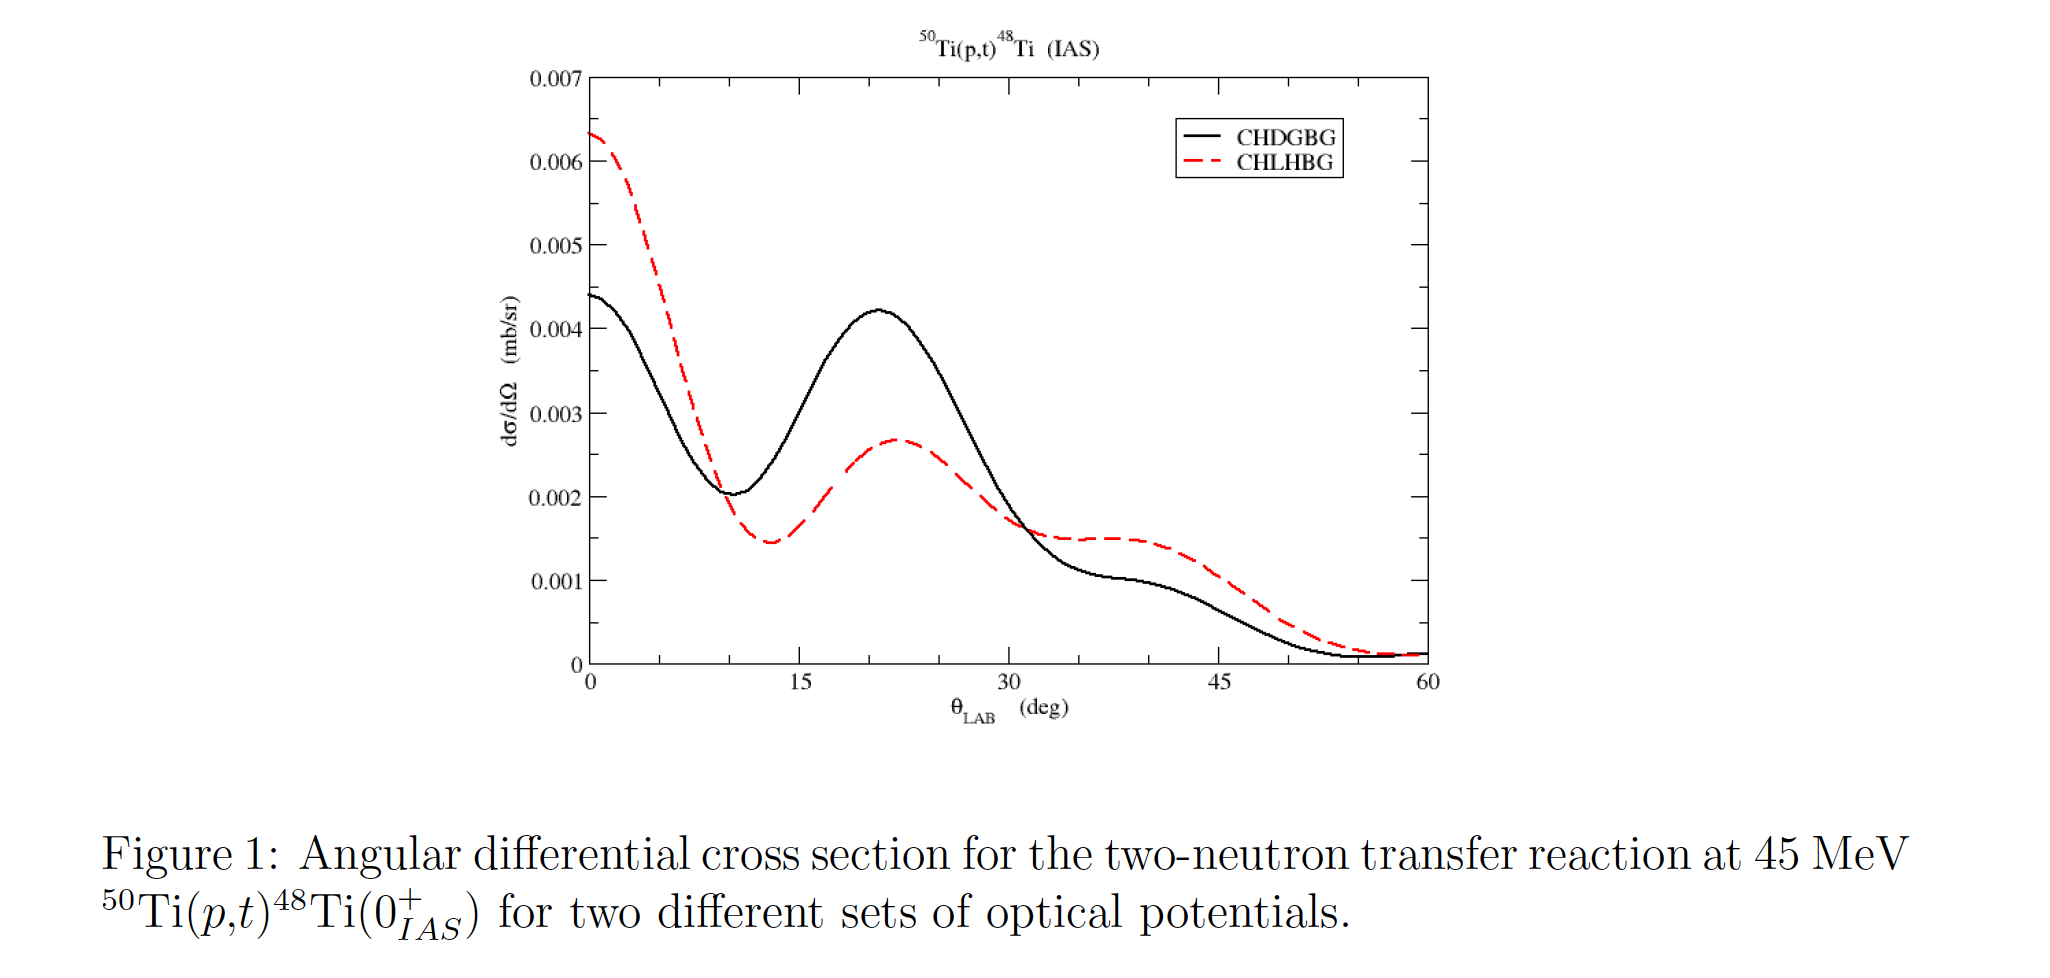 ⁵⁰Ti(p,t)⁴⁸Ti (IAS)
0.007
0.006
0.005
0.004
0.003
0.002
0.001
0
dσ/dΩ (mb/sr)
CHDGBG
CHLHBG
0 15 30 45 60
θ_LAB (deg)
Figure 1: Angular differential cross section for the two-neutron transfer reaction at 45 MeV
⁵⁰Ti(p,t)⁴⁸Ti(0⁺_IAS) for two different sets of optical potentials.